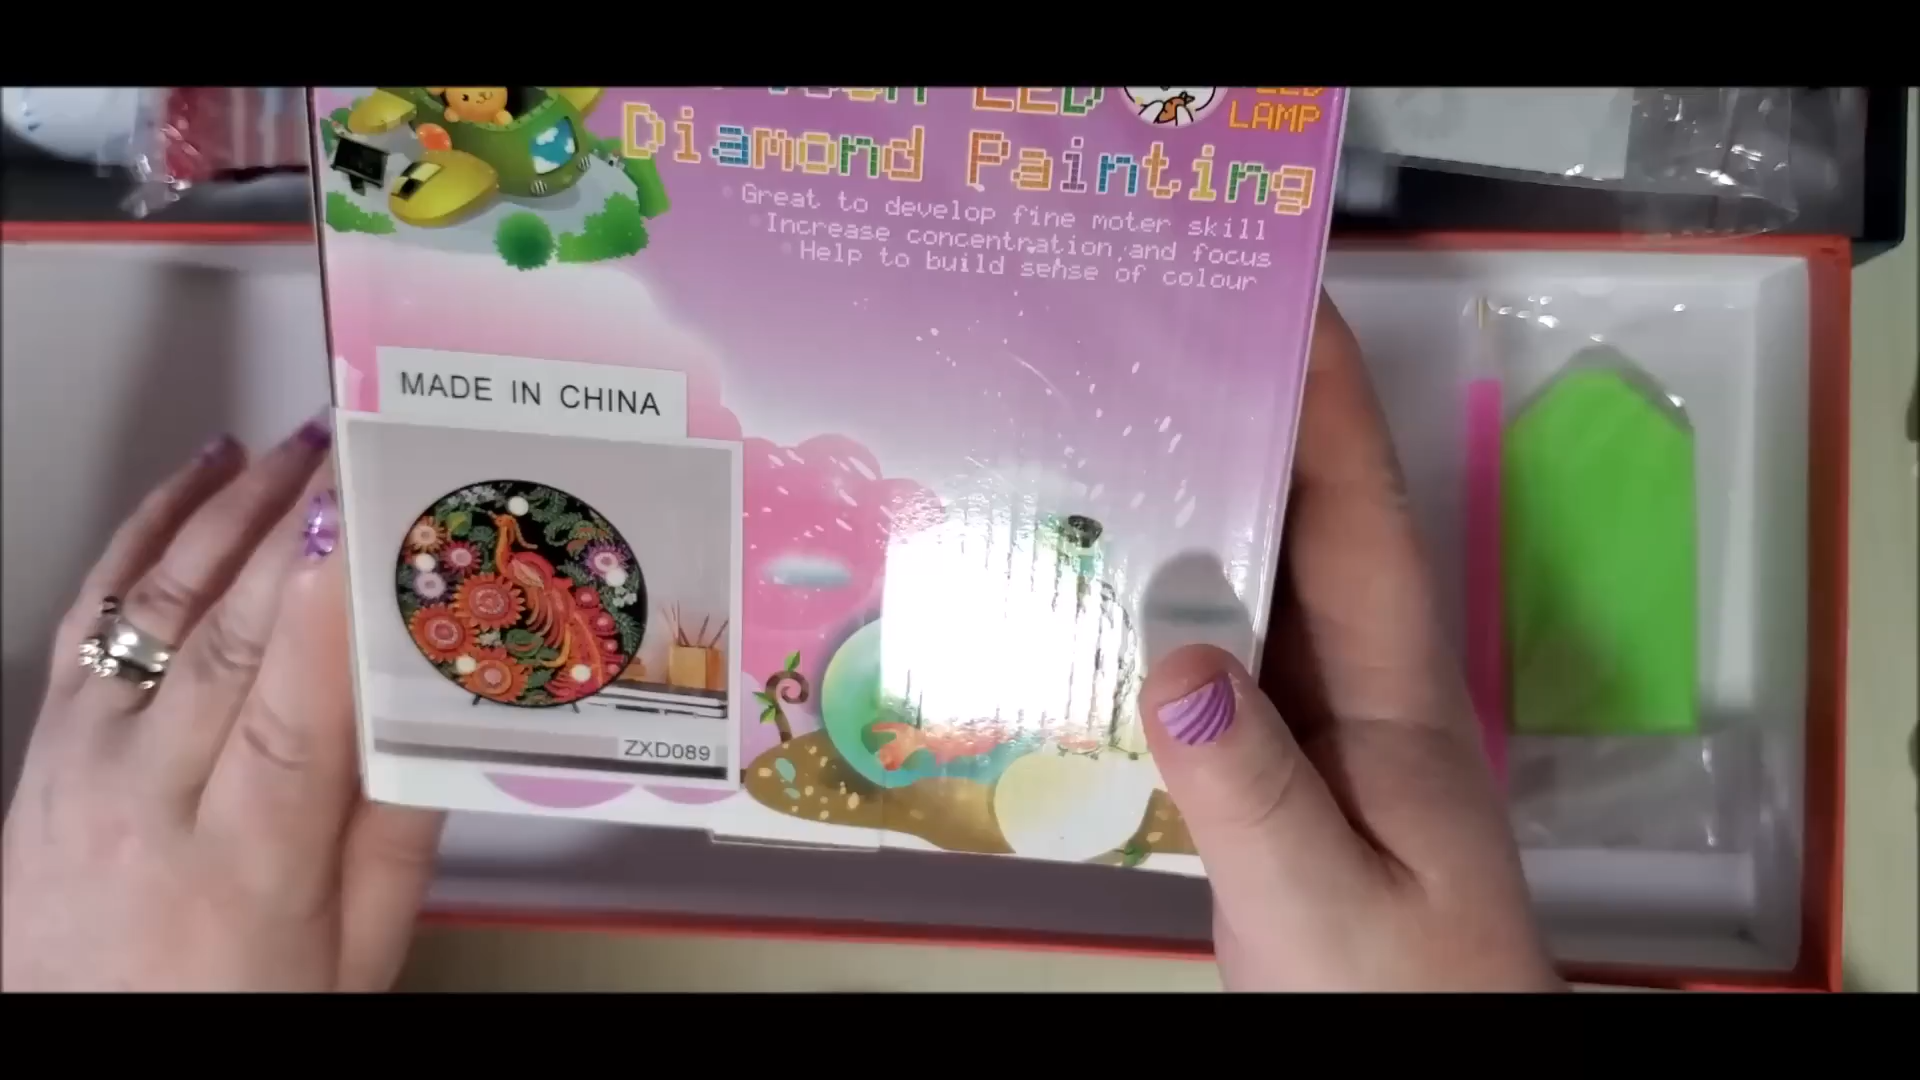 LED
LAMP
Diamond Painting
Great to develop fine moter skill
Increase concentration,and focus
Help to build sense of colour
MADE IN CHINA
ZXD089